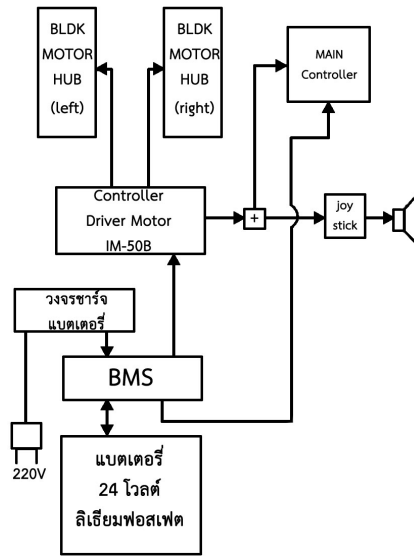 BLDK
MOTOR
HUB
(left)
BLDK
MOTOR
HUB
(right)
MAIN
Controller
Controller
Driver Motor
IM-50B
+
joy
stick
วงจรชาร์จ
แบตเตอรี่
BMS
220V
แบตเตอรี่
24 โวลต์
ลิเธียมฟอสเฟต